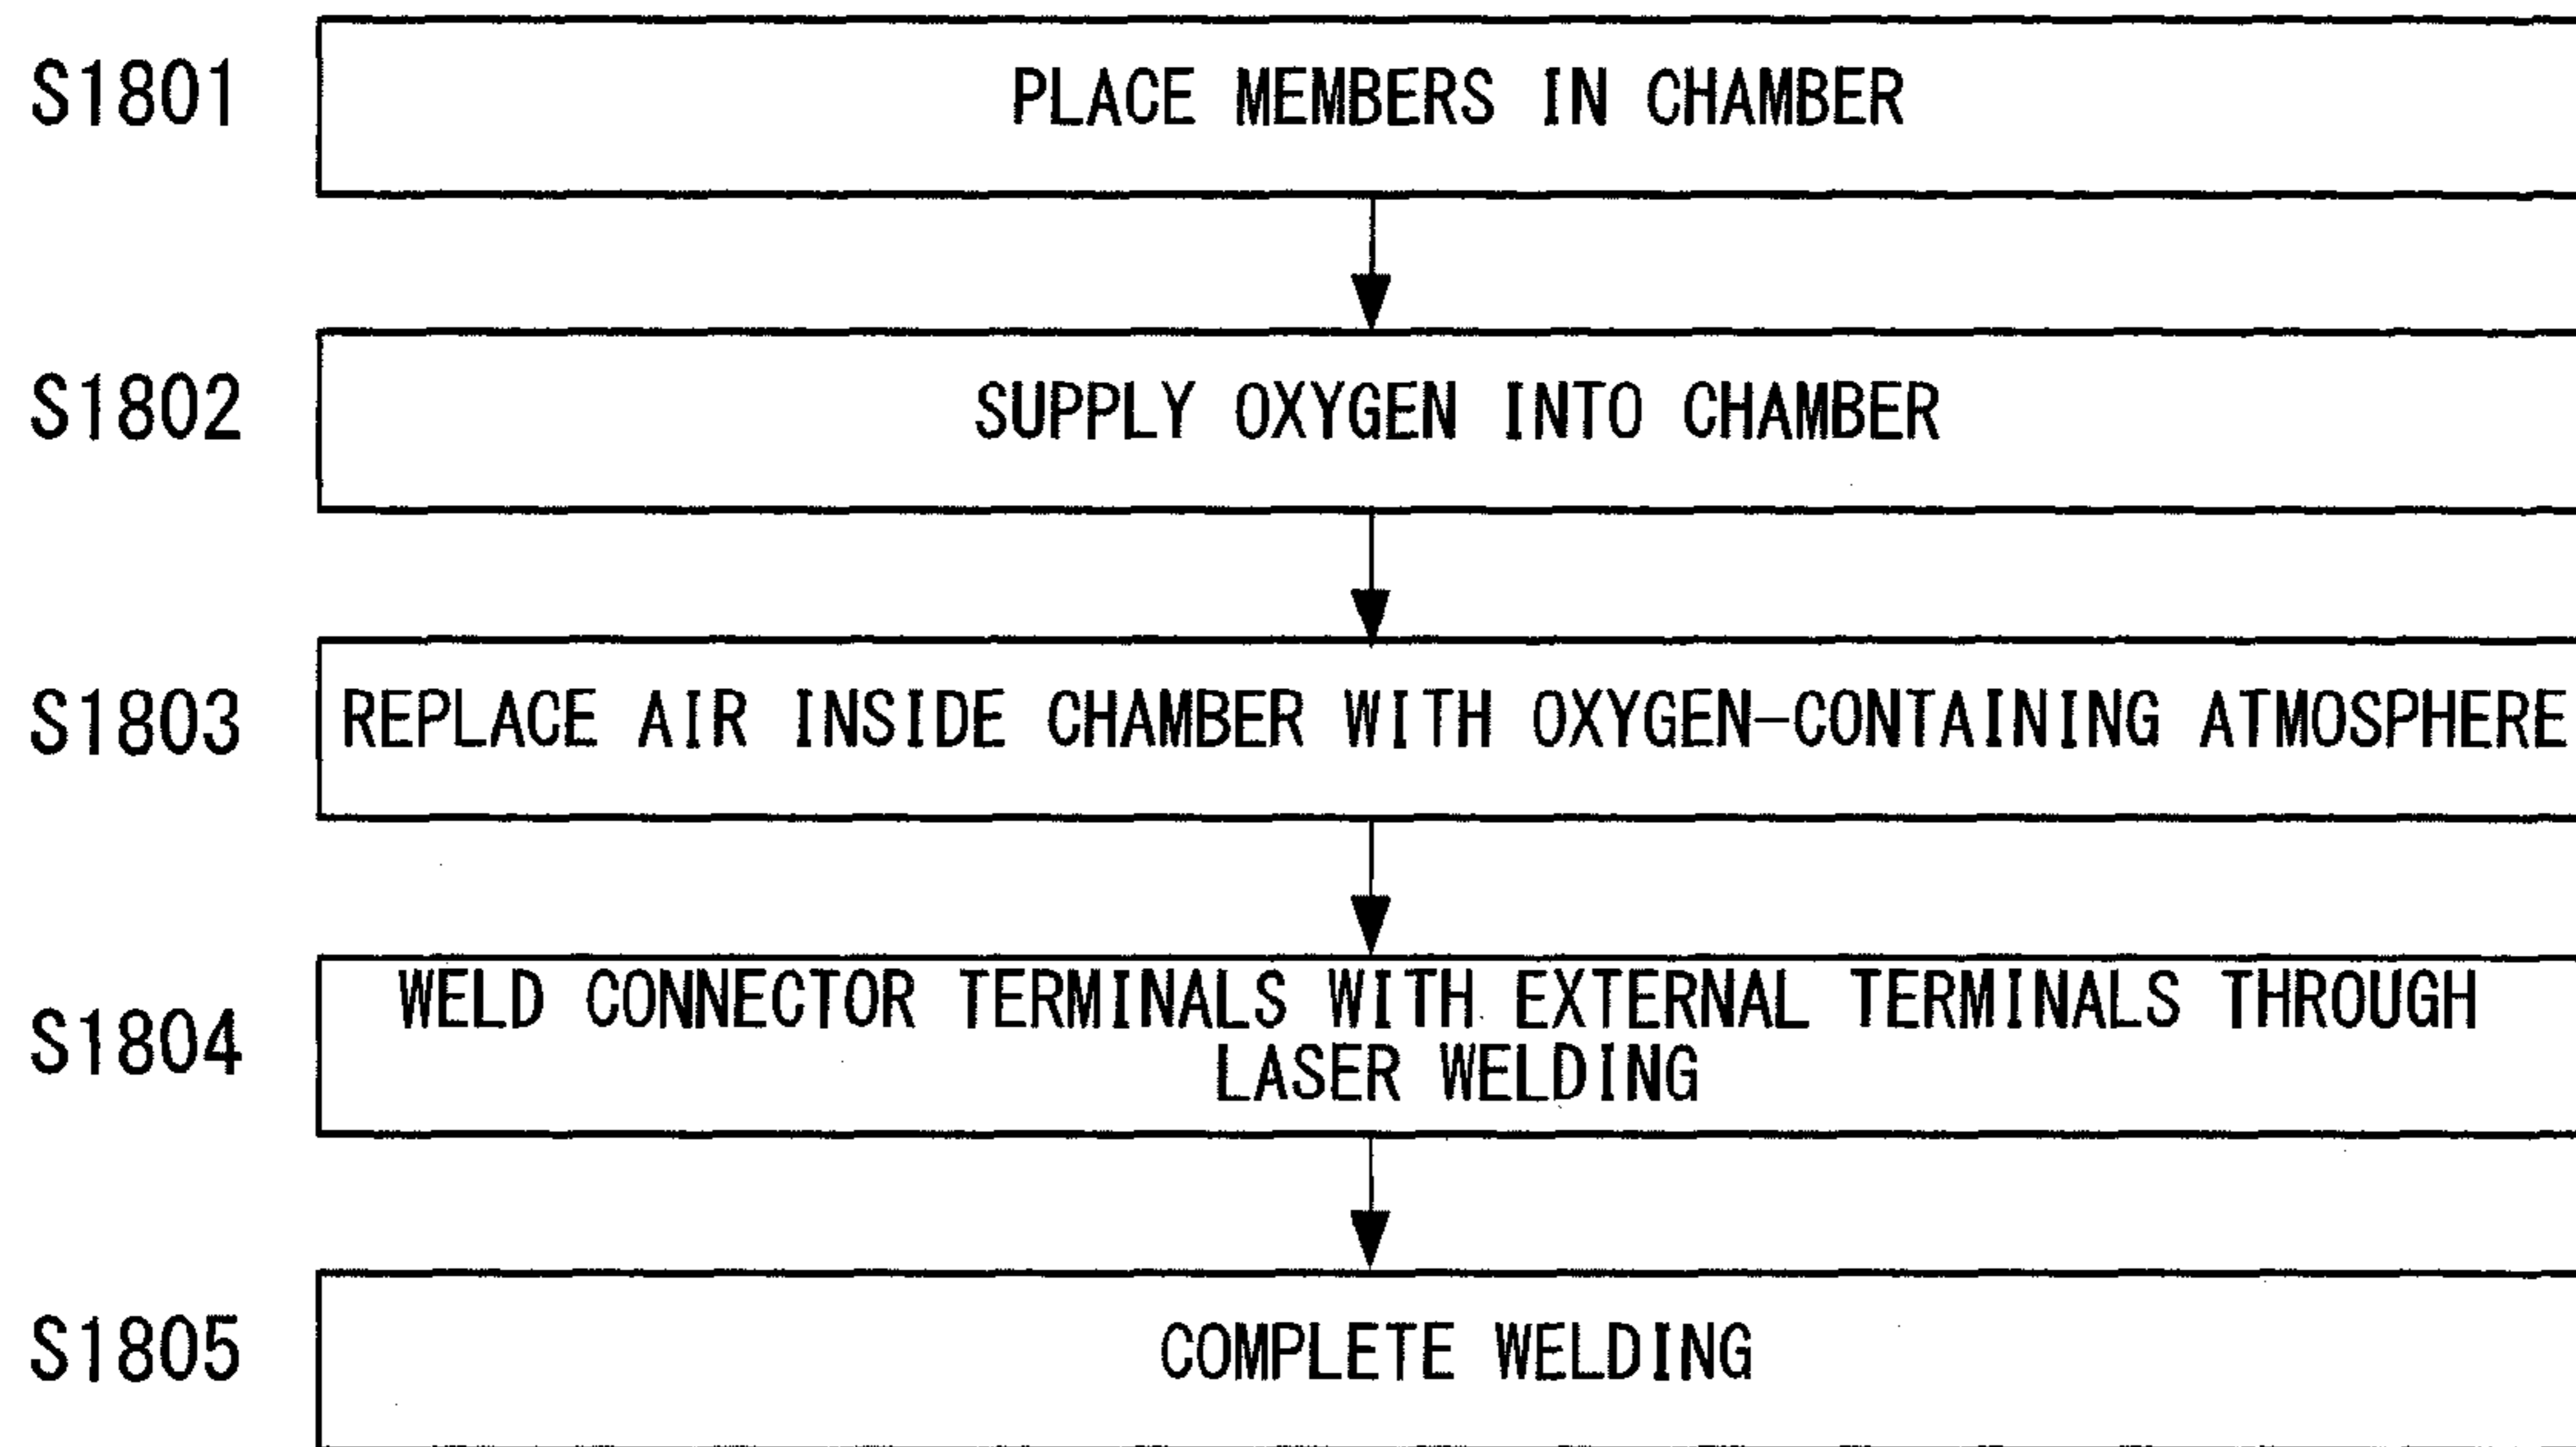 S1801 PLACE MEMBERS IN CHAMBER
S1802 SUPPLY OXYGEN INTO CHAMBER
S1803 REPLACE AIR INSIDE CHAMBER WITH OXYGEN-CONTAINING ATMOSPHERE
S1804 WELD CONNECTOR TERMINALS WITH EXTERNAL TERMINALS THROUGH
LASER WELDING
S1805 COMPLETE WELDING